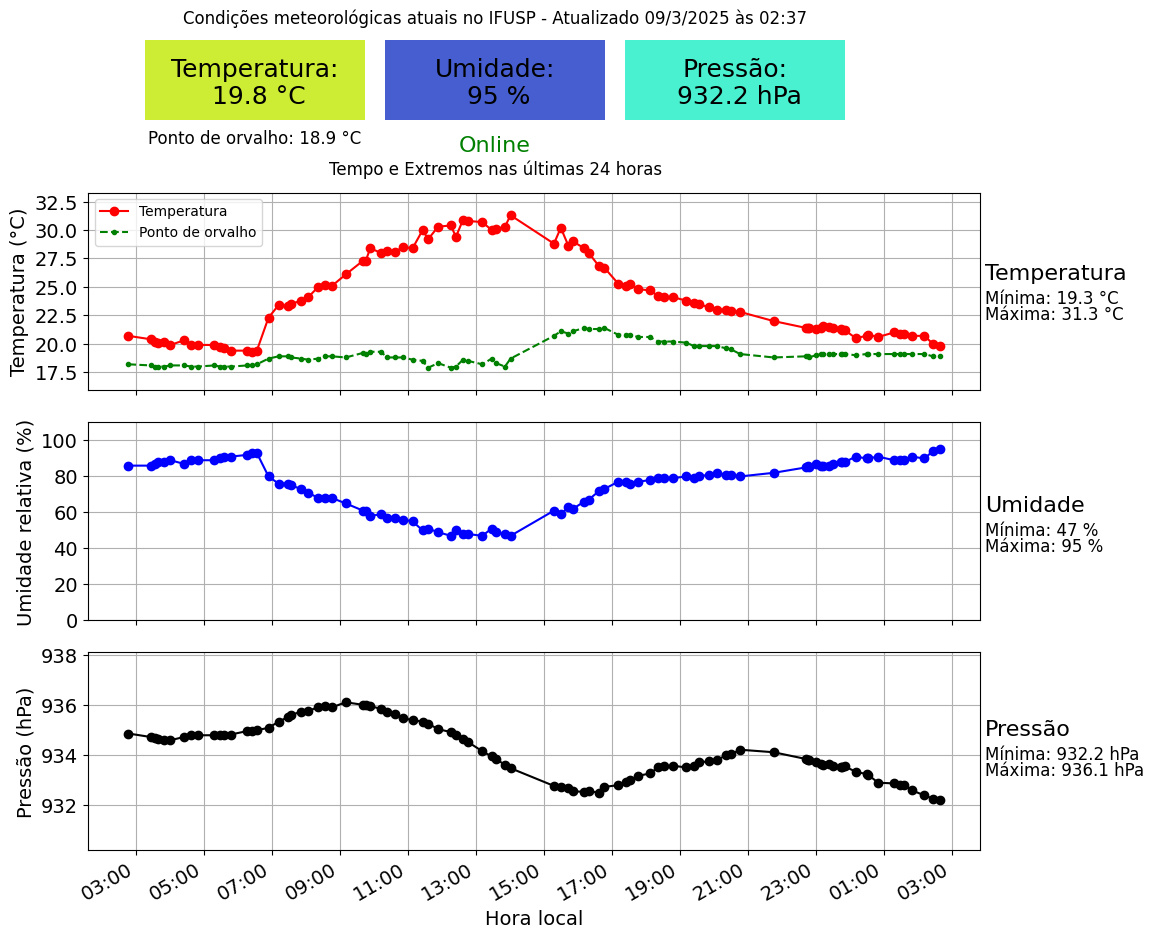 Condições meteorológicas atuais no IFUSP - Atualizado 09/3/2025 às 02:37
Temperatura:
19.8 °C
Umidade:
95 %
Pressão:
932.2 hPa
Ponto de orvalho: 18.9 °C
Online
Tempo e Extremos nas últimas 24 horas
Temperatura (°C)
32.5
30.0
27.5
25.0
22.5
20.0
17.5
Temperatura
Ponto de orvalho
Temperatura
Mínima: 19.3 °C
Máxima: 31.3 °C
Umidade relativa (%)
100
80
60
40
20
0
Umidade
Mínima: 47 %
Máxima: 95 %
Pressão (hPa)
938
936
934
932
Pressão
Mínima: 932.2 hPa
Máxima: 936.1 hPa
03:00
05:00
07:00
09:00
11:00
13:00
15:00
17:00
19:00
21:00
23:00
01:00
03:00
Hora local